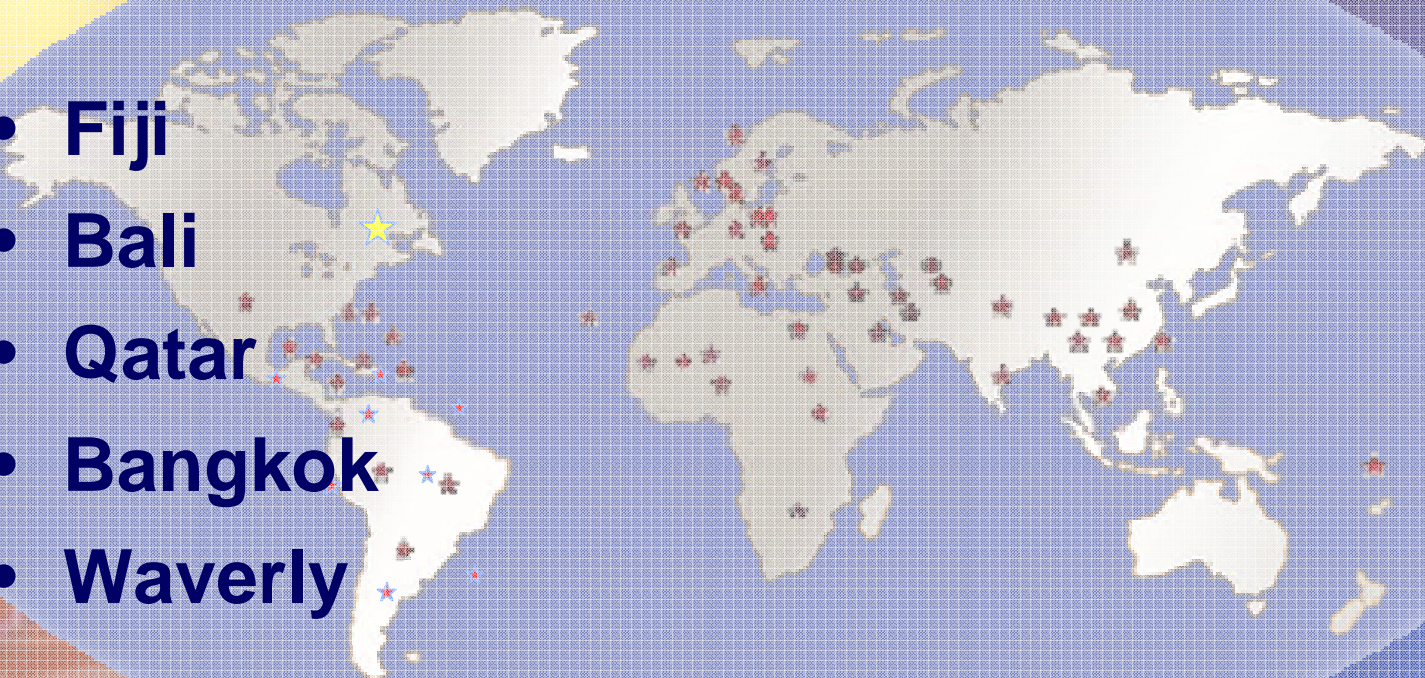 • Fiji
• Bali
• Qatar
• Bangkok
• Waverly